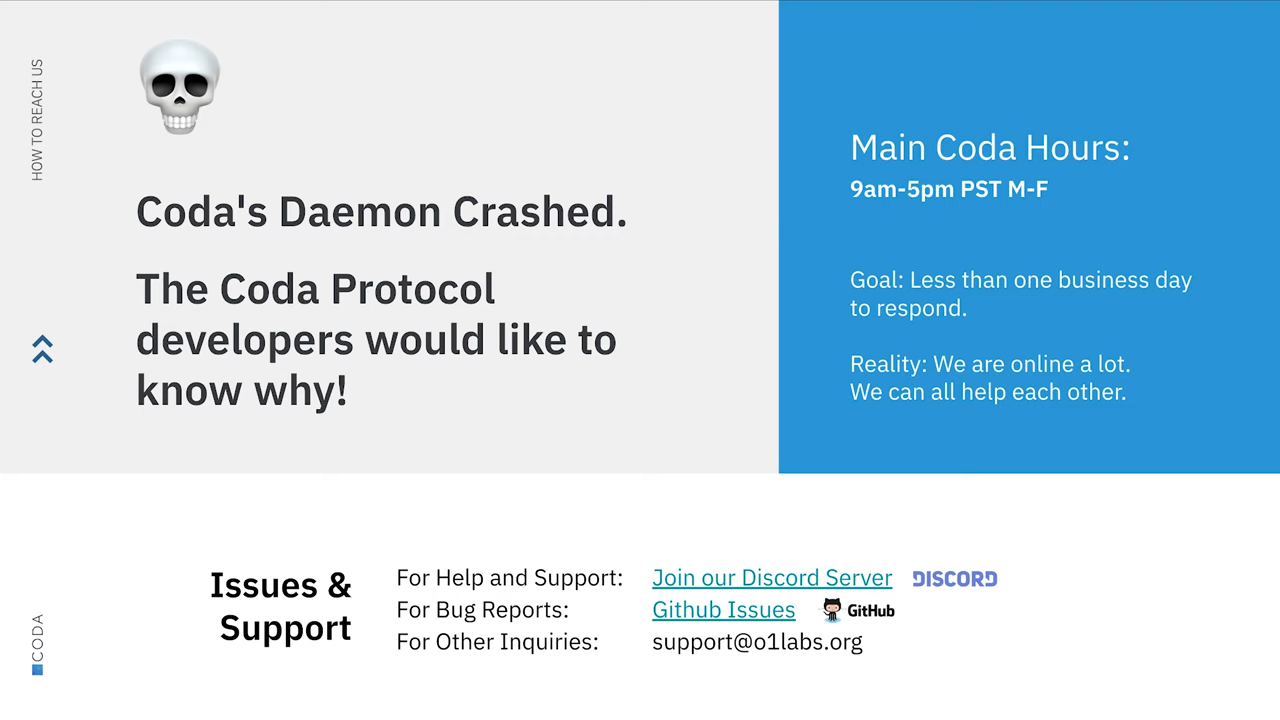 HOW TO REACH US
Coda's Daemon Crashed.
The Coda Protocol
developers would like to
know why!
Main Coda Hours:
9am-5pm PST M-F
Goal: Less than one business day
to respond.
Reality: We are online a lot.
We can all help each other.
Issues &
Support
For Help and Support: Join our Discord Server DISCORD
For Bug Reports: Github Issues GitHub
For Other Inquiries: support@o1labs.org
CODA